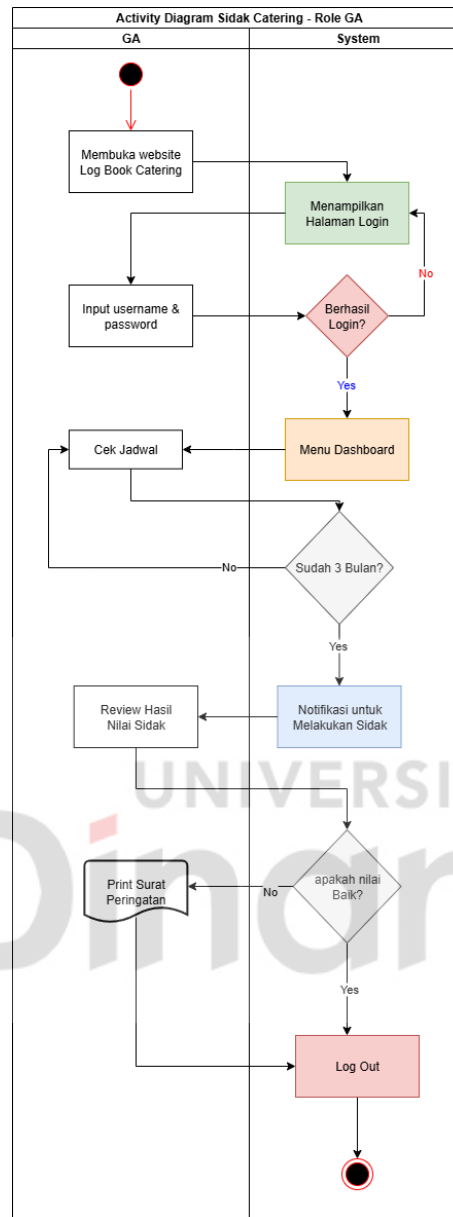 Activity Diagram Sidak Catering - Role GA
GA
System
Membuka website
Log Book Catering
Menampilkan
Halaman Login
No
Input username &
password
Berhasil
Login?
Yes
Cek Jadwal
Menu Dashboard
Sudah 3 Bulan?
No
Yes
Review Hasil
Nilai Sidak
Notifikasi untuk
Melakukan Sidak
UNIVERSI
Dinar
Print Surat
Peringatan
No
apakah nilai
Baik?
Yes
Log Out